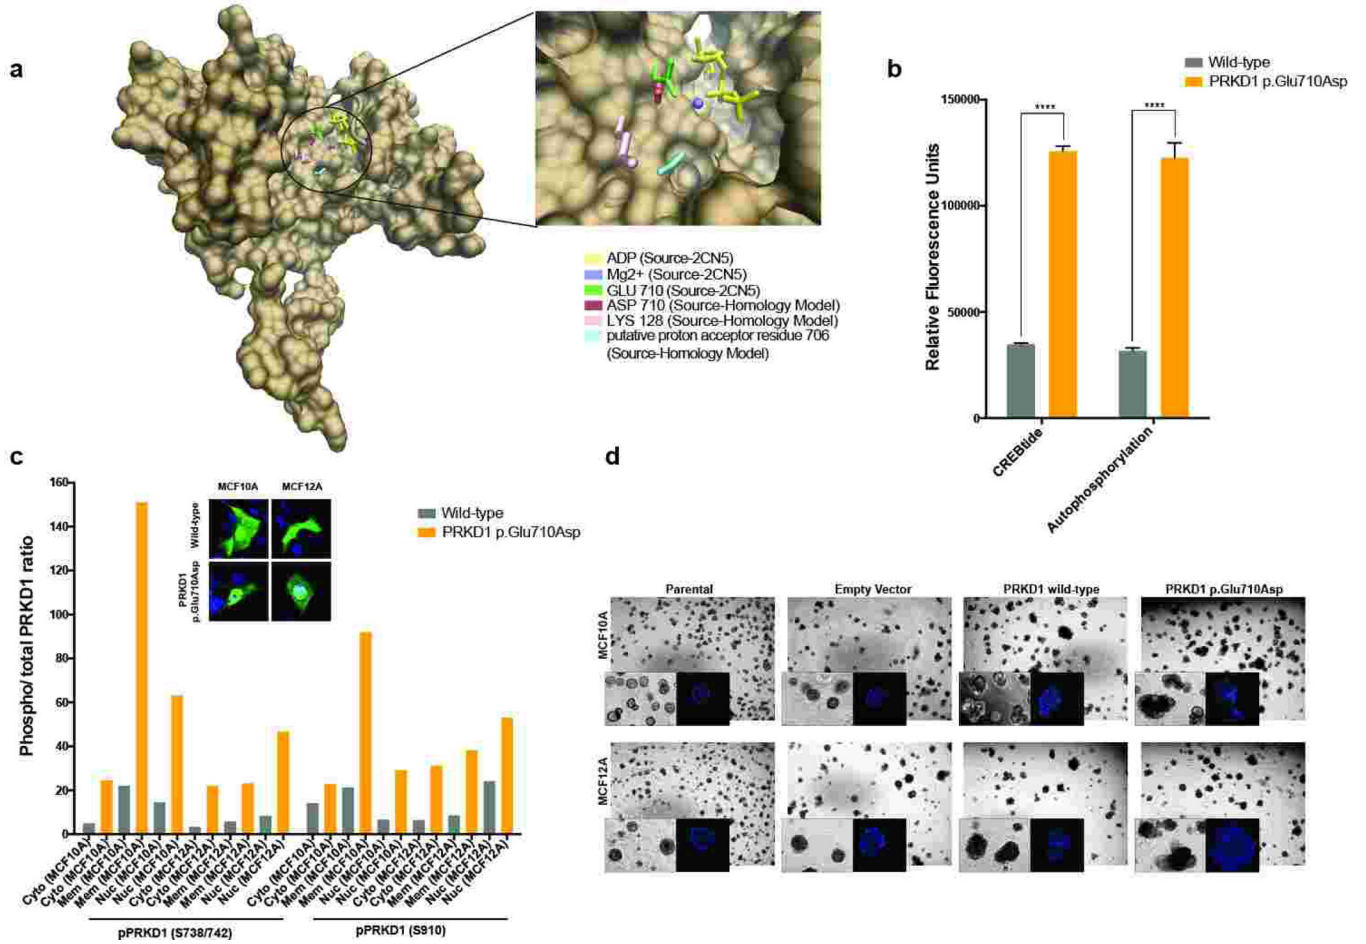 a
ADP (Source-2CN5)
Mg2+ (Source-2CN5)
GLU 710 (Source-2CN5)
ASP 710 (Source-Homology Model)
LYS 128 (Source-Homology Model)
putative proton acceptor residue 706
(Source-Homology Model)
b
Wild-type
PRKD1 p.Glu710Asp
Relative Fluorescence Units
150000
100000
50000
0
****
****
CREBtide
Autophosphorylation
c
Phospho/ total PRKD1 ratio
160
140
120
100
80
60
40
20
0
MCF10A
MCF12A
Wild-type
PRKD1
p.Glu710Asp
Wild-type
PRKD1 p.Glu710Asp
Cyto (MCF10A)
Cyto (MCF10A)
Mem (MCF10A)
Mem (MCF10A)
Nuc (MCF10A)
Nuc (MCF10A)
Cyto (MCF12A)
Cyto (MCF12A)
Mem (MCF12A)
Mem (MCF12A)
Nuc (MCF12A)
Nuc (MCF12A)
Cyto (MCF10A)
Cyto (MCF10A)
Mem (MCF10A)
Mem (MCF10A)
Nuc (MCF10A)
Nuc (MCF10A)
Cyto (MCF12A)
Cyto (MCF12A)
Mem (MCF12A)
Mem (MCF12A)
Nuc (MCF12A)
Nuc (MCF12A)
pPRKD1 (S738/742)
pPRKD1 (S910)
d
Parental
Empty Vector
PRKD1 wild-type
PRKD1 p.Glu710Asp
MCF10A
MCF12A